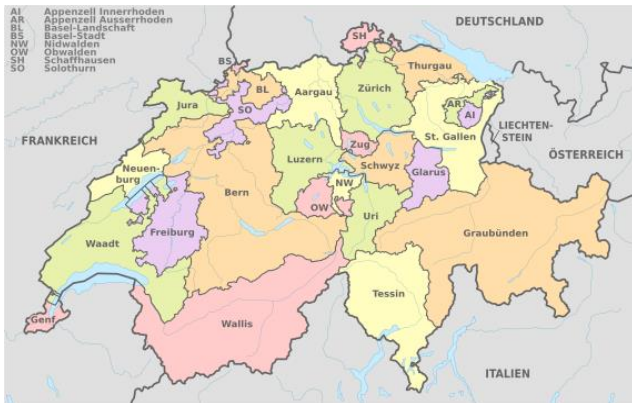 AI Appenzell Innerrhoden
AR Appenzell Ausserrhoden
BL Basel-Landschaft
BS Basel-Stadt
NW Nidwalden
OW Obwalden
SH Schaffhausen
SO Solothurn
DEUTSCHLAND
SH
BS
Thurgau
BL
Aargau
Zürich
Jura
SO
AR
AI
St. Gallen
LIECHTEN-
STEIN
FRANKREICH
Zug
ÖSTERREICH
Luzern
Schwyz
Neuen-
burg
Glarus
NW
Bern
OW
Uri
Freiburg
Graubünden
Waadt
Tessin
Genf
Wallis
ITALIEN